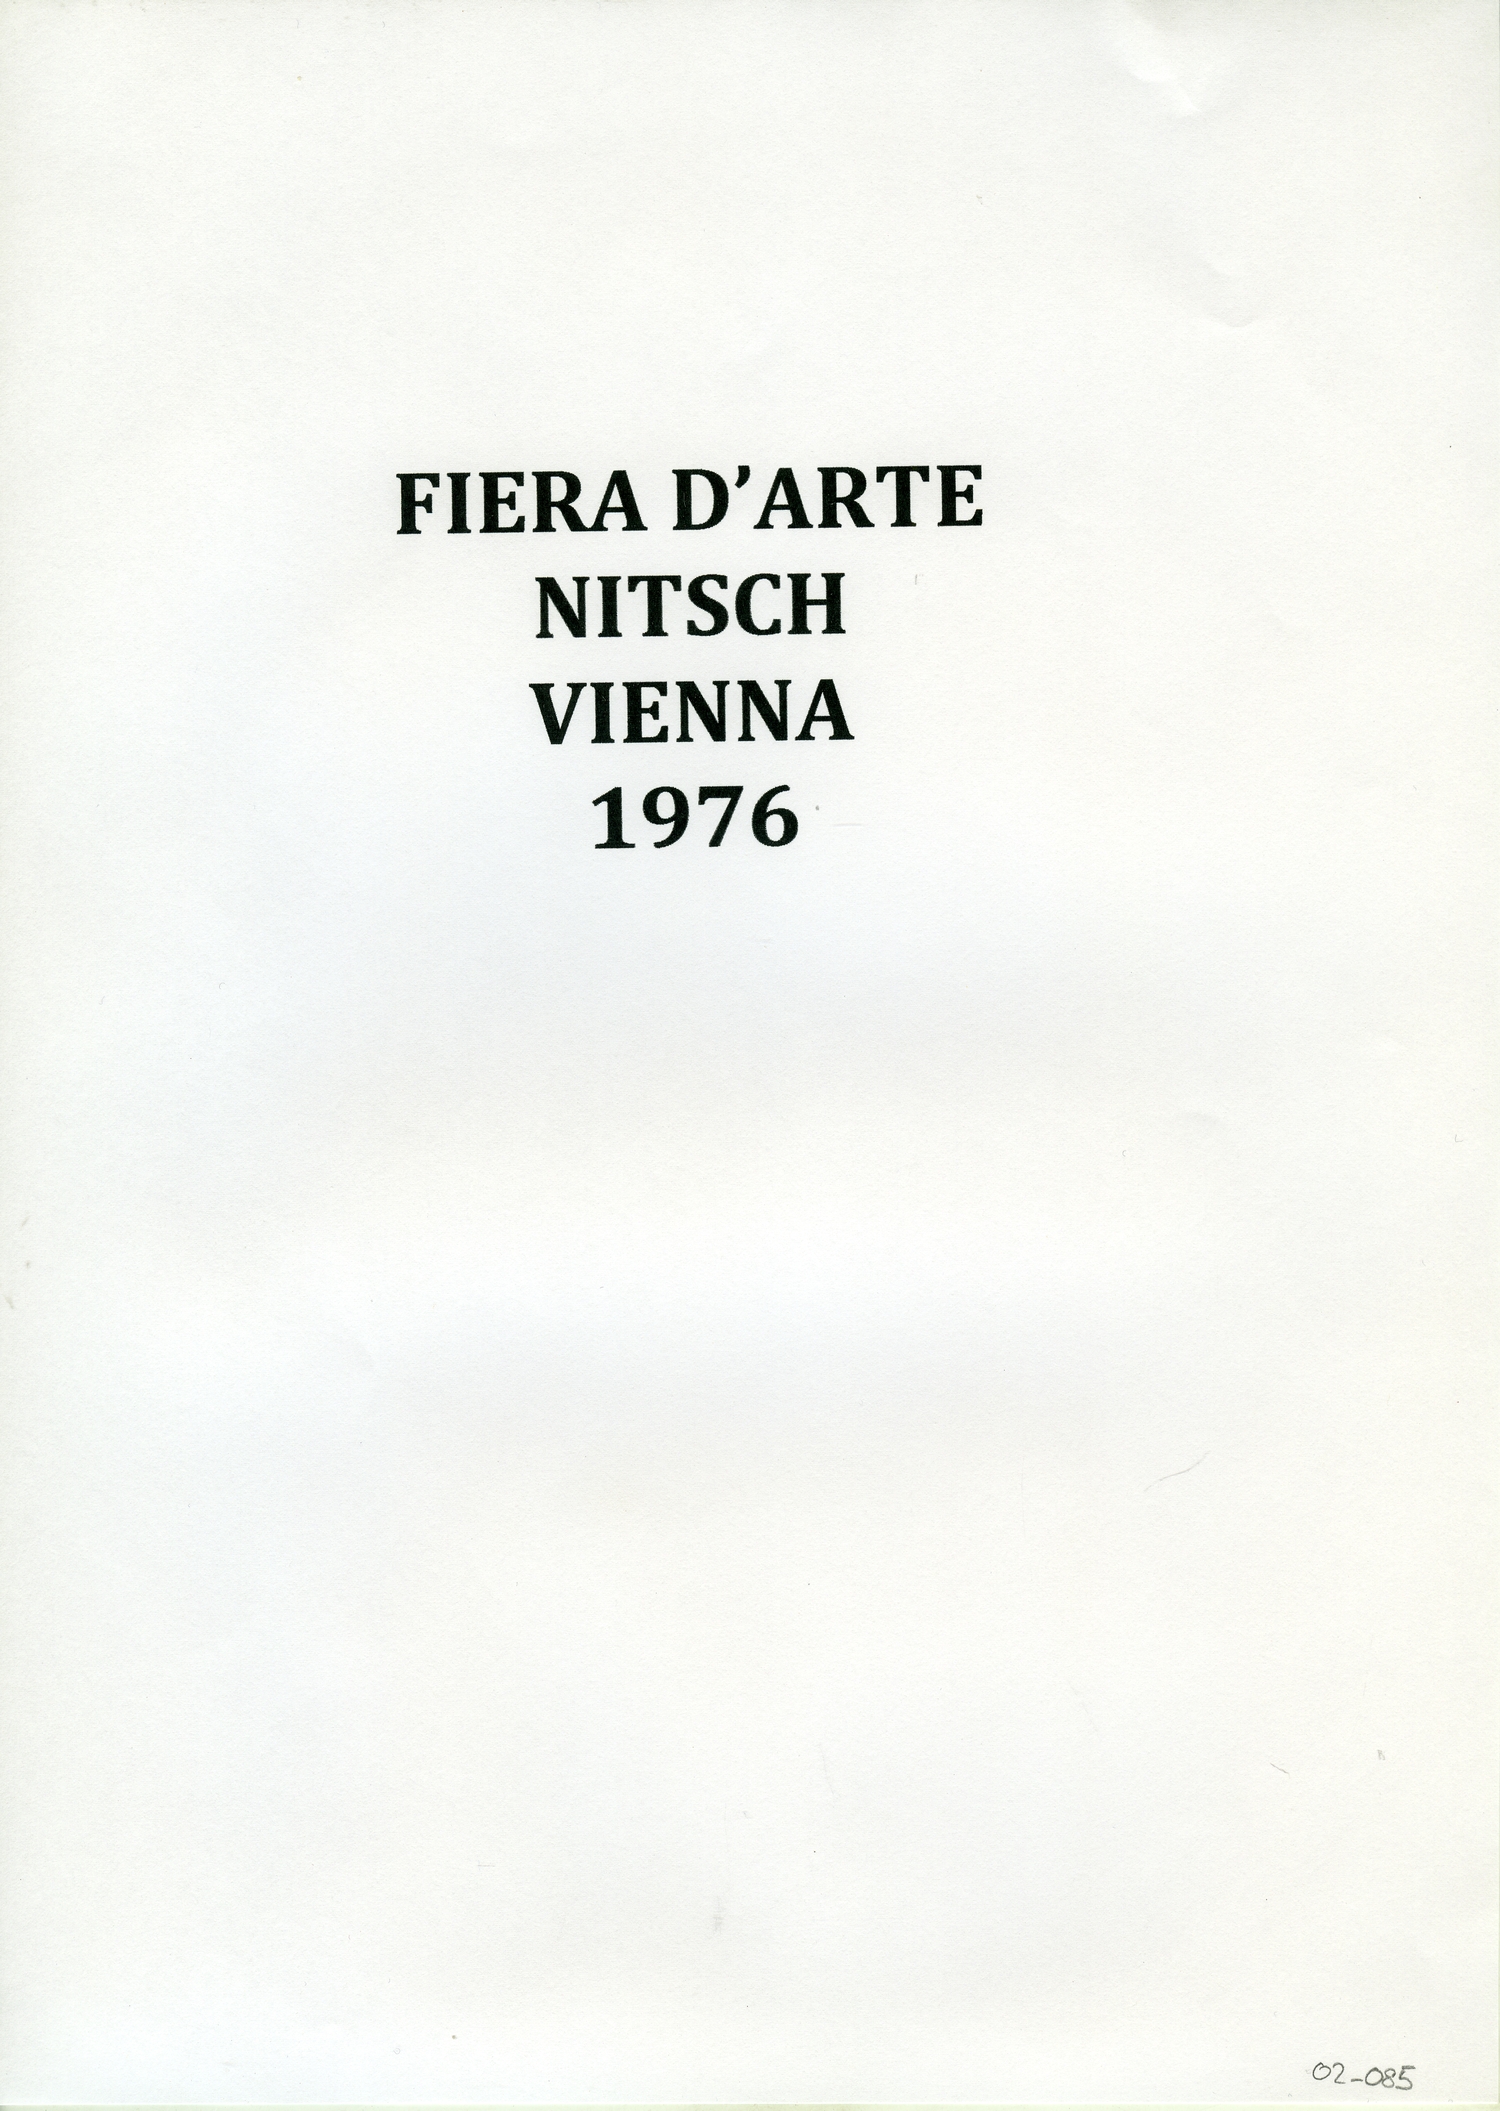 FIERA D’ARTE
NITSCH
VIENNA
1976
02-085